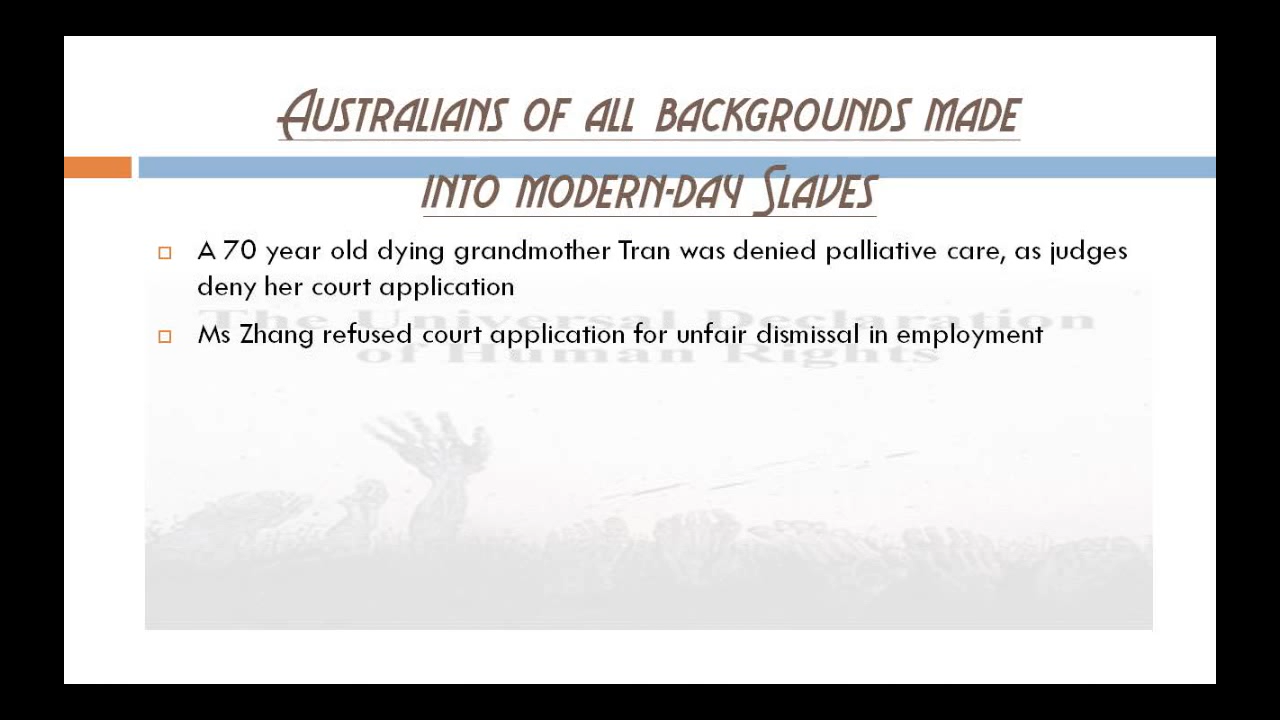 Australians of all backgrounds made
into modern-day Slaves
A 70 year old dying grandmother Tran was denied palliative care, as judges
deny her court application
The Universal Declaration
Ms Zhang refused court application for unfair dismissal in employment
of Human Rights